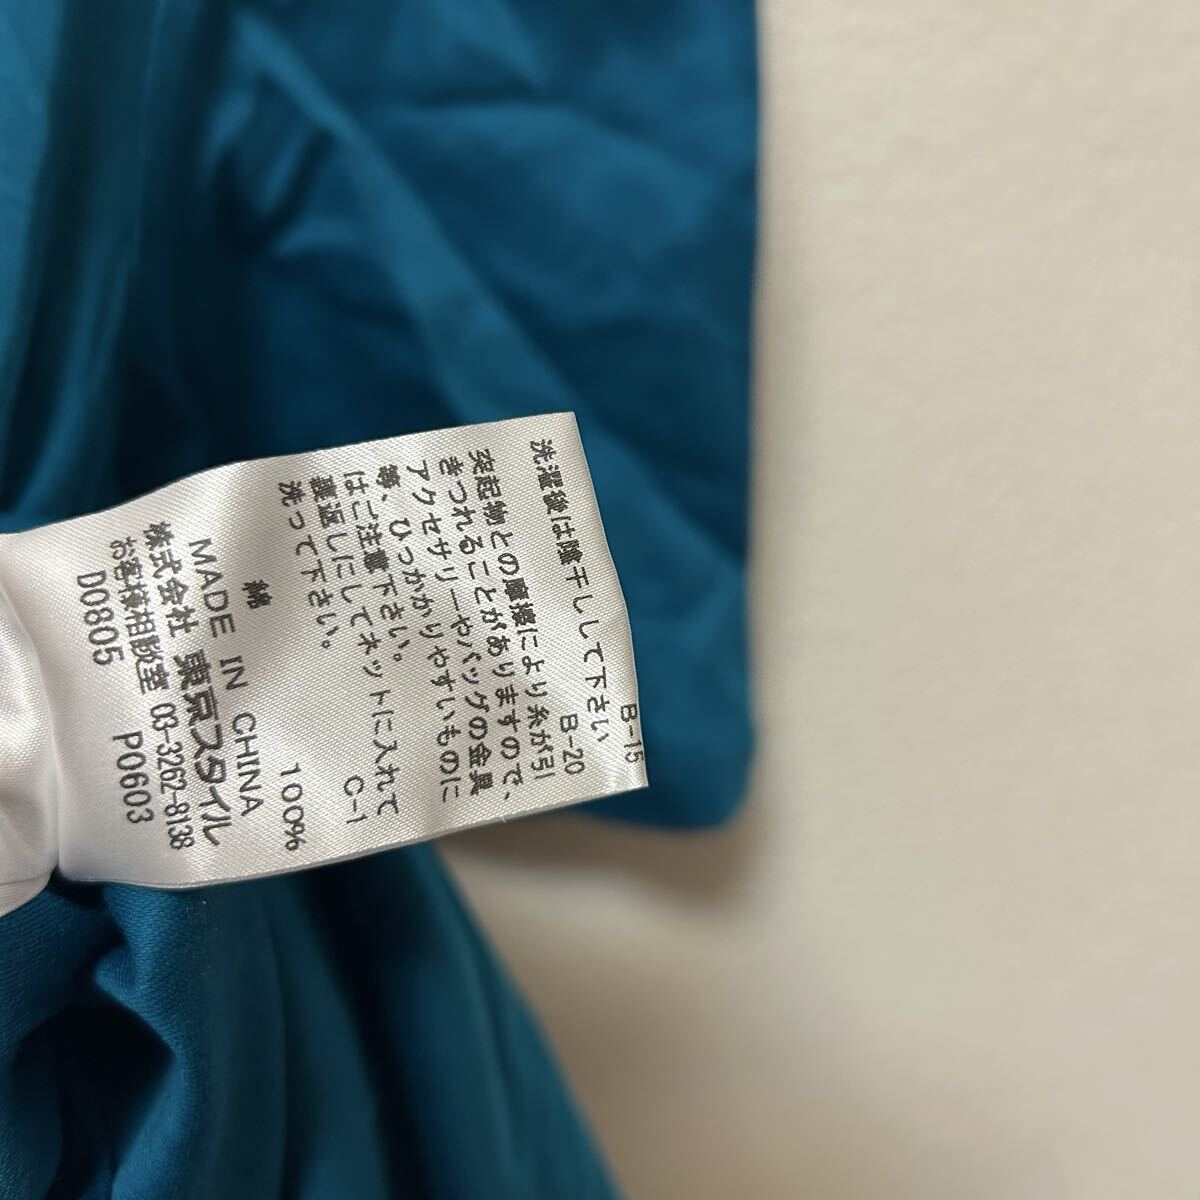 洗濯後は陰干しして下さい
B-15
突起物との摩擦により糸が引
きつれることがありますので、
アクセサリーやバッグの金具
等、ひっかかりやすいものに
はご注意下さい。
B-20
裏返しにしてネットに入れて
洗って下さい。
C-1
綿 100%
MADE IN CHINA
株式会社 東京スタイル
お客様相談室 03-3262-8138
D0805 P0603